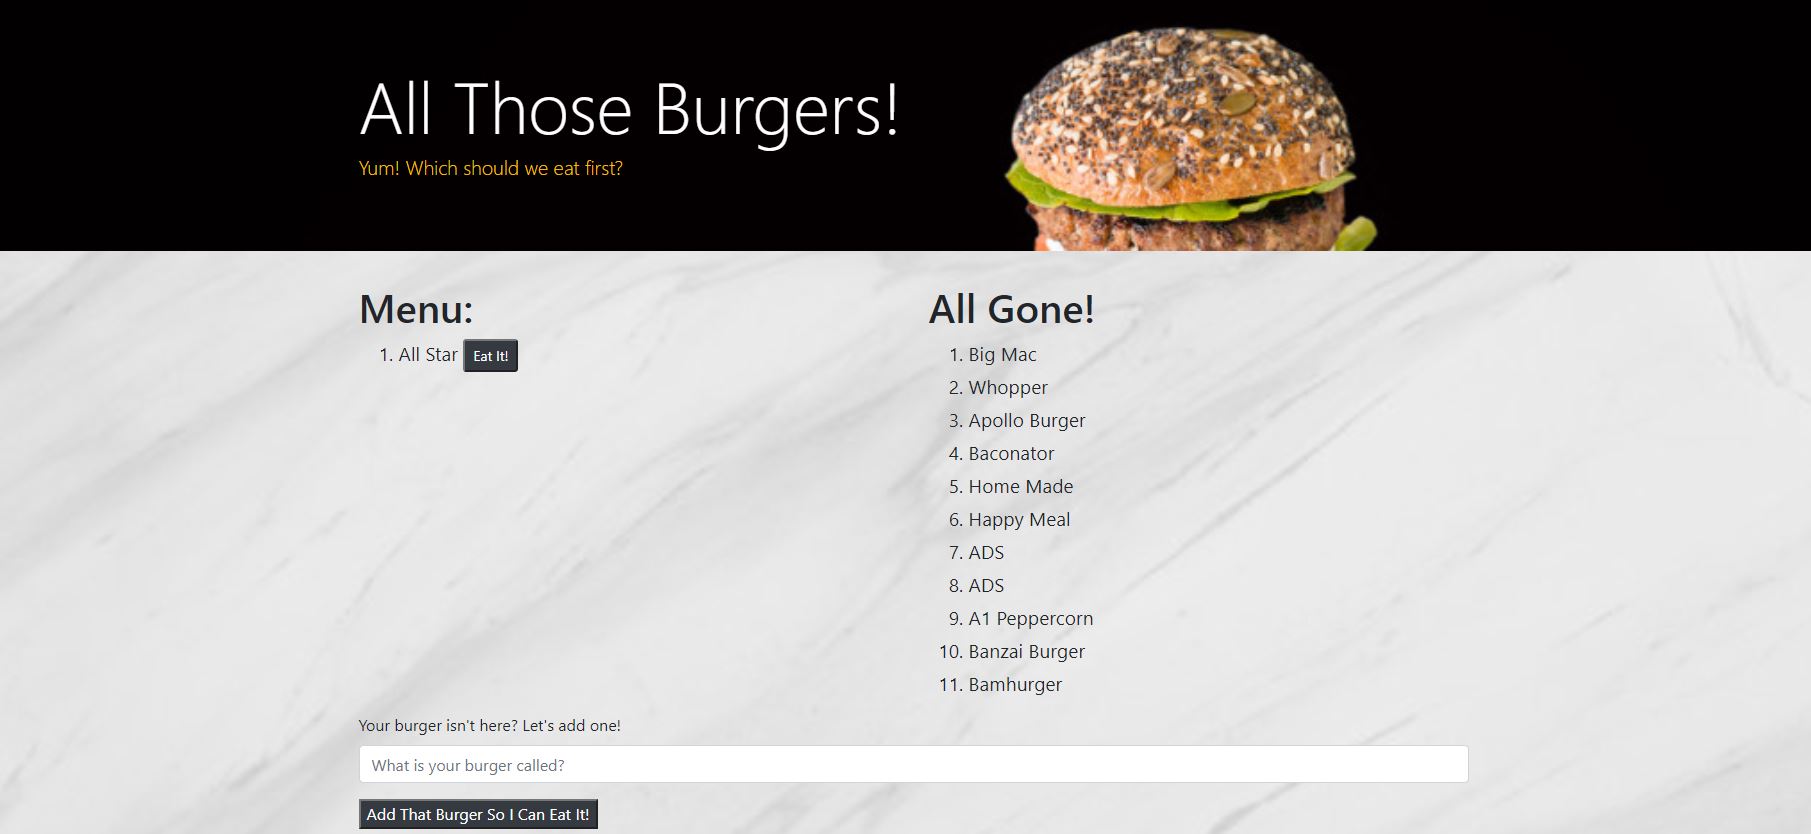 All Those Burgers!
Yum! Which should we eat first?
Menu:
1. All Star Eat It!
All Gone!
1. Big Mac
2. Whopper
3. Apollo Burger
4. Baconator
5. Home Made
6. Happy Meal
7. ADS
8. ADS
9. A1 Peppercorn
10. Banzai Burger
11. Bamhurger
Your burger isn't here? Let's add one!
What is your burger called?
Add That Burger So I Can Eat It!